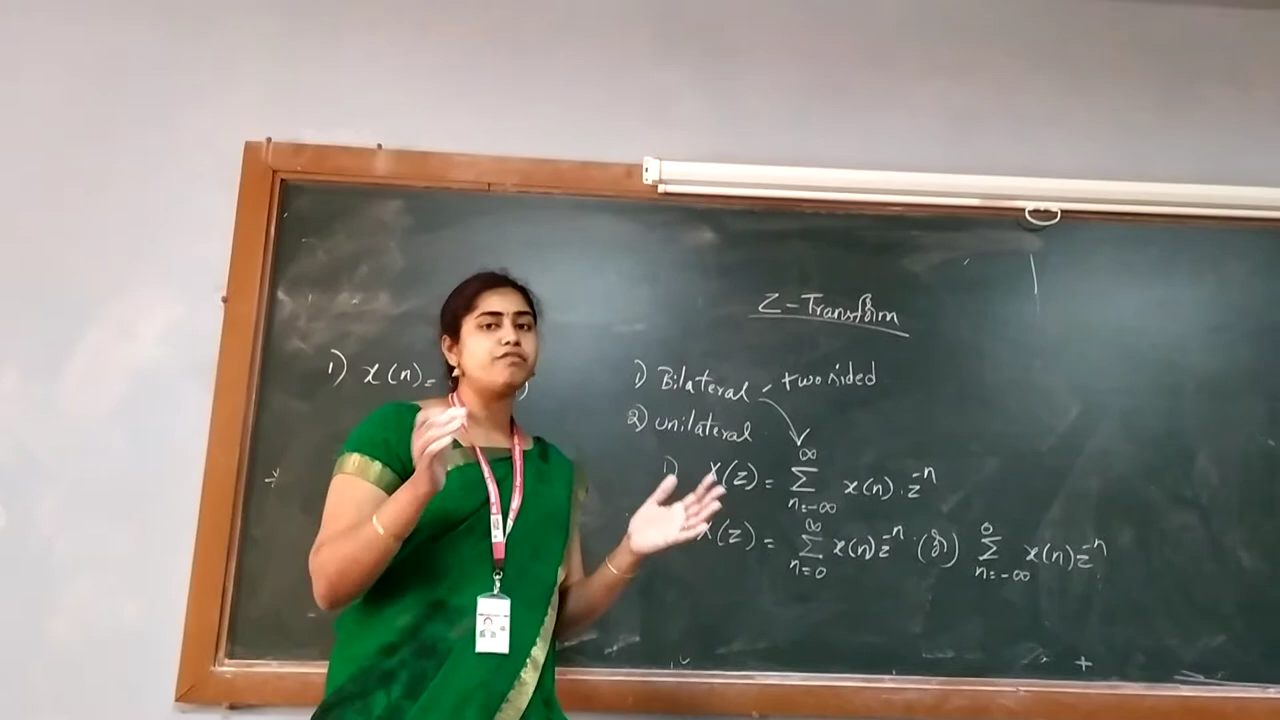 Z-Transform
1) x(n)=
1) Bilateral - two sided
2) unilateral
1) X(z) = ∞ Σ n=-∞ x(n).z^-n
X(z) = ∞ Σ n=0 x(n)z^-n (or) 0 Σ n=-∞ x(n)z^-n